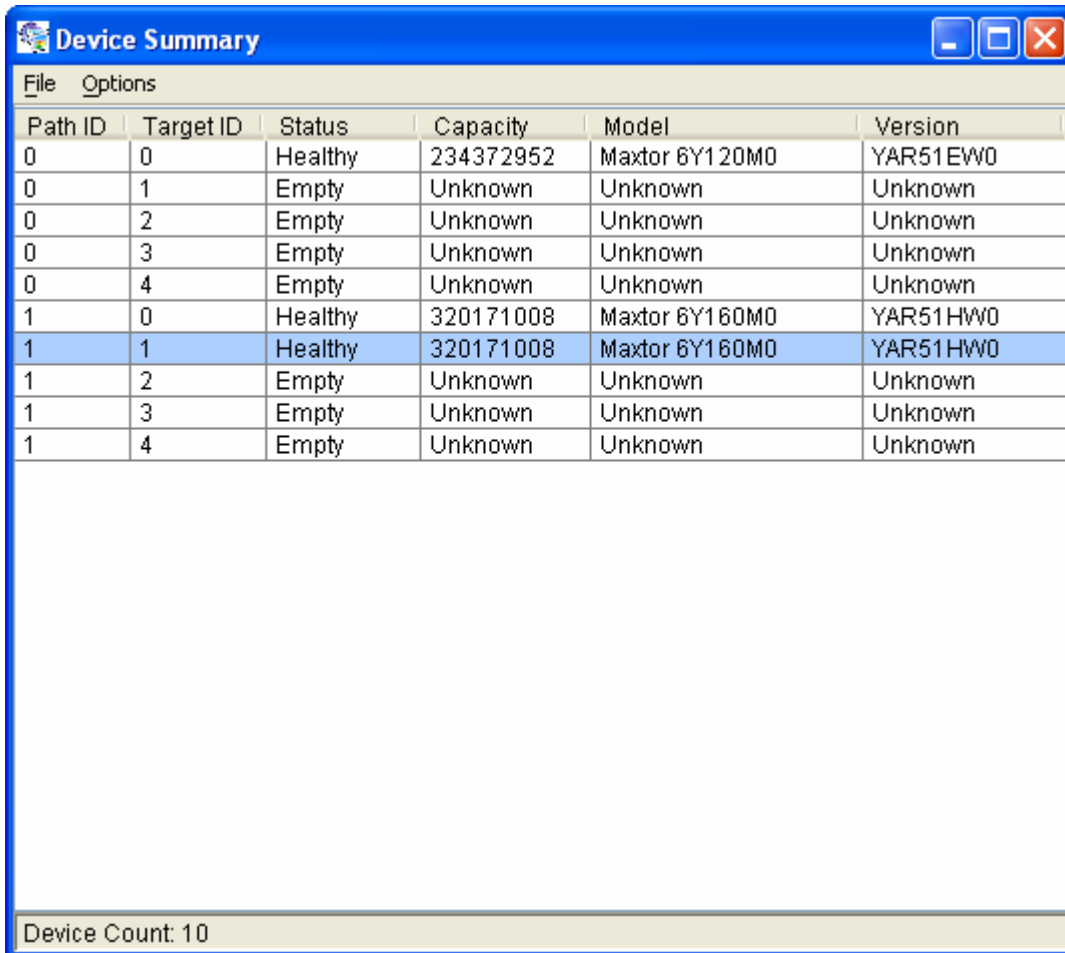 Device Summary
File Options
Path ID Target ID Status Capacity Model Version
0 0 Healthy 234372952 Maxtor 6Y120M0 YAR51EW0
0 1 Empty Unknown Unknown Unknown
0 2 Empty Unknown Unknown Unknown
0 3 Empty Unknown Unknown Unknown
0 4 Empty Unknown Unknown Unknown
1 0 Healthy 320171008 Maxtor 6Y160M0 YAR51HW0
1 1 Healthy 320171008 Maxtor 6Y160M0 YAR51HW0
1 2 Empty Unknown Unknown Unknown
1 3 Empty Unknown Unknown Unknown
1 4 Empty Unknown Unknown Unknown
Device Count: 10